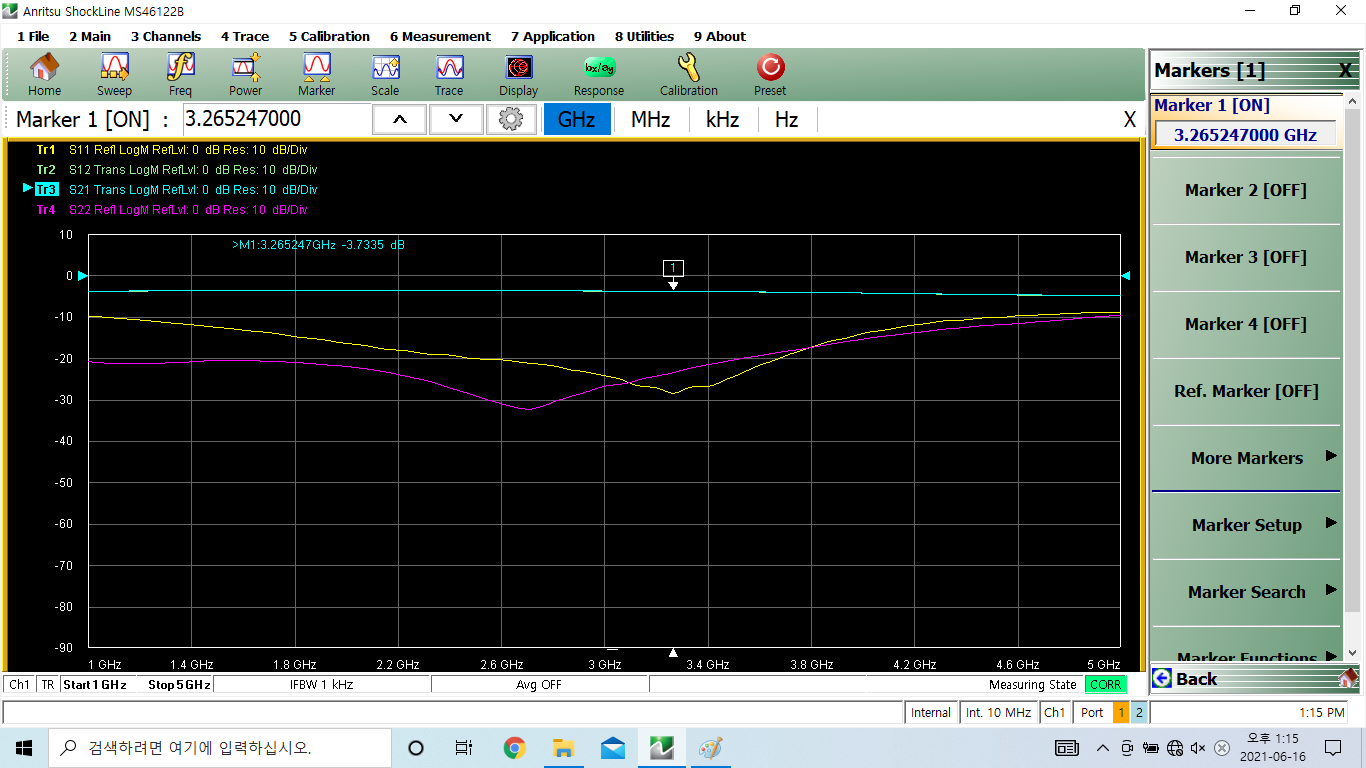 Anritsu ShockLine MS46122B
1 File 2 Main 3 Channels 4 Trace 5 Calibration 6 Measurement 7 Application 8 Utilities 9 About
Home Sweep Freq Power Marker Scale Trace Display bx/ay Response Calibration Preset
Marker 1 [ON] : 3.265247000 GHz MHz kHz Hz X
Tr1 S11 Refl LogM RefLvl: 0 dB Res: 10 dB/Div
Tr2 S12 Trans LogM RefLvl: 0 dB Res: 10 dB/Div
Tr3 S21 Trans LogM RefLvl: 0 dB Res: 10 dB/Div
Tr4 S22 Refl LogM RefLvl: 0 dB Res: 10 dB/Div
10
>M1:3.265247GHz -3.7335 dB
1
0
-10
-20
-30
-40
-50
-60
-70
-80
-90
1 GHz 1.4 GHz 1.8 GHz 2.2 GHz 2.6 GHz 3 GHz 3.4 GHz 3.8 GHz 4.2 GHz 4.6 GHz 5 GHz
Ch1 TR Start 1 GHz Stop 5 GHz IFBW 1 kHz Avg OFF Measuring State CORR
Markers [1] X
Marker 1 [ON]
3.265247000 GHz
Marker 2 [OFF]
Marker 3 [OFF]
Marker 4 [OFF]
Ref. Marker [OFF]
More Markers
Marker Setup
Marker Search
Marker Functions
Back
Internal Int. 10 MHz Ch1 Port 1 2 1:15 PM
검색하려면 여기에 입력하십시오.
오후 1:15
2021-06-16